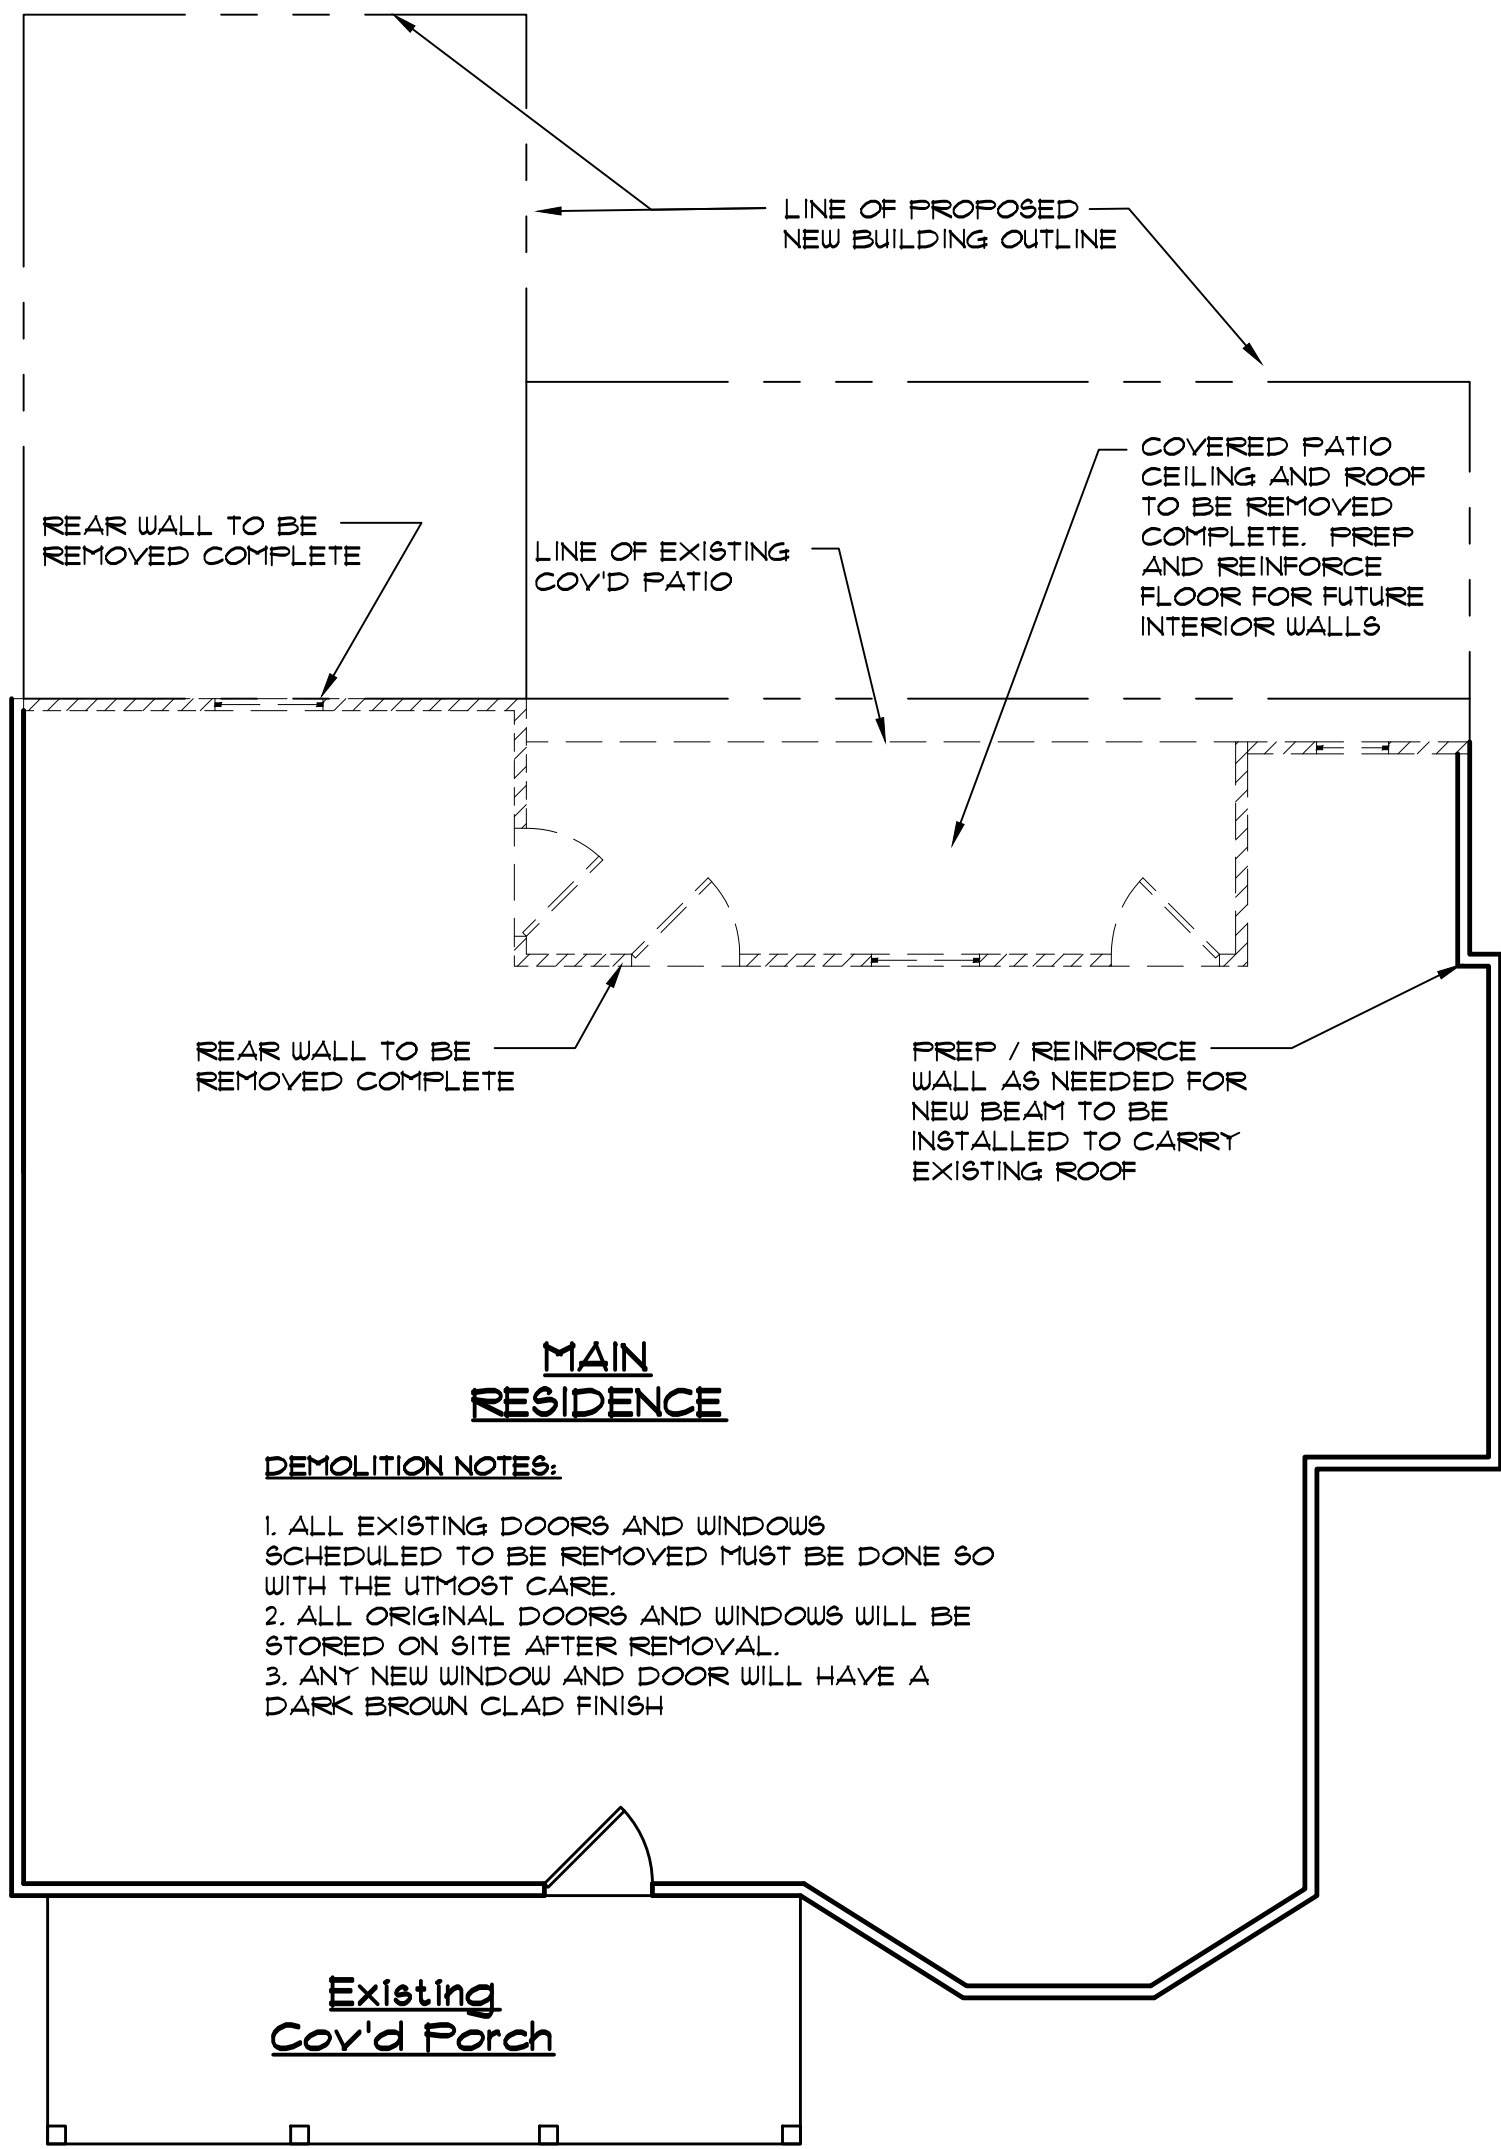 LINE OF PROPOSED
NEW BUILDING OUTLINE
COVERED PATIO
CEILING AND ROOF
TO BE REMOVED
COMPLETE. PREP
AND REINFORCE
FLOOR FOR FUTURE
INTERIOR WALLS
REAR WALL TO BE
REMOVED COMPLETE
LINE OF EXISTING
COV'D PATIO
REAR WALL TO BE
REMOVED COMPLETE
PREP / REINFORCE
WALL AS NEEDED FOR
NEW BEAM TO BE
INSTALLED TO CARRY
EXISTING ROOF
MAIN
RESIDENCE
DEMOLITION NOTES:
1. ALL EXISTING DOORS AND WINDOWS
SCHEDULED TO BE REMOVED MUST BE DONE SO
WITH THE UTMOST CARE.
2. ALL ORIGINAL DOORS AND WINDOWS WILL BE
STORED ON SITE AFTER REMOVAL.
3. ANY NEW WINDOW AND DOOR WILL HAVE A
DARK BROWN CLAD FINISH
Existing
Cov'd Porch